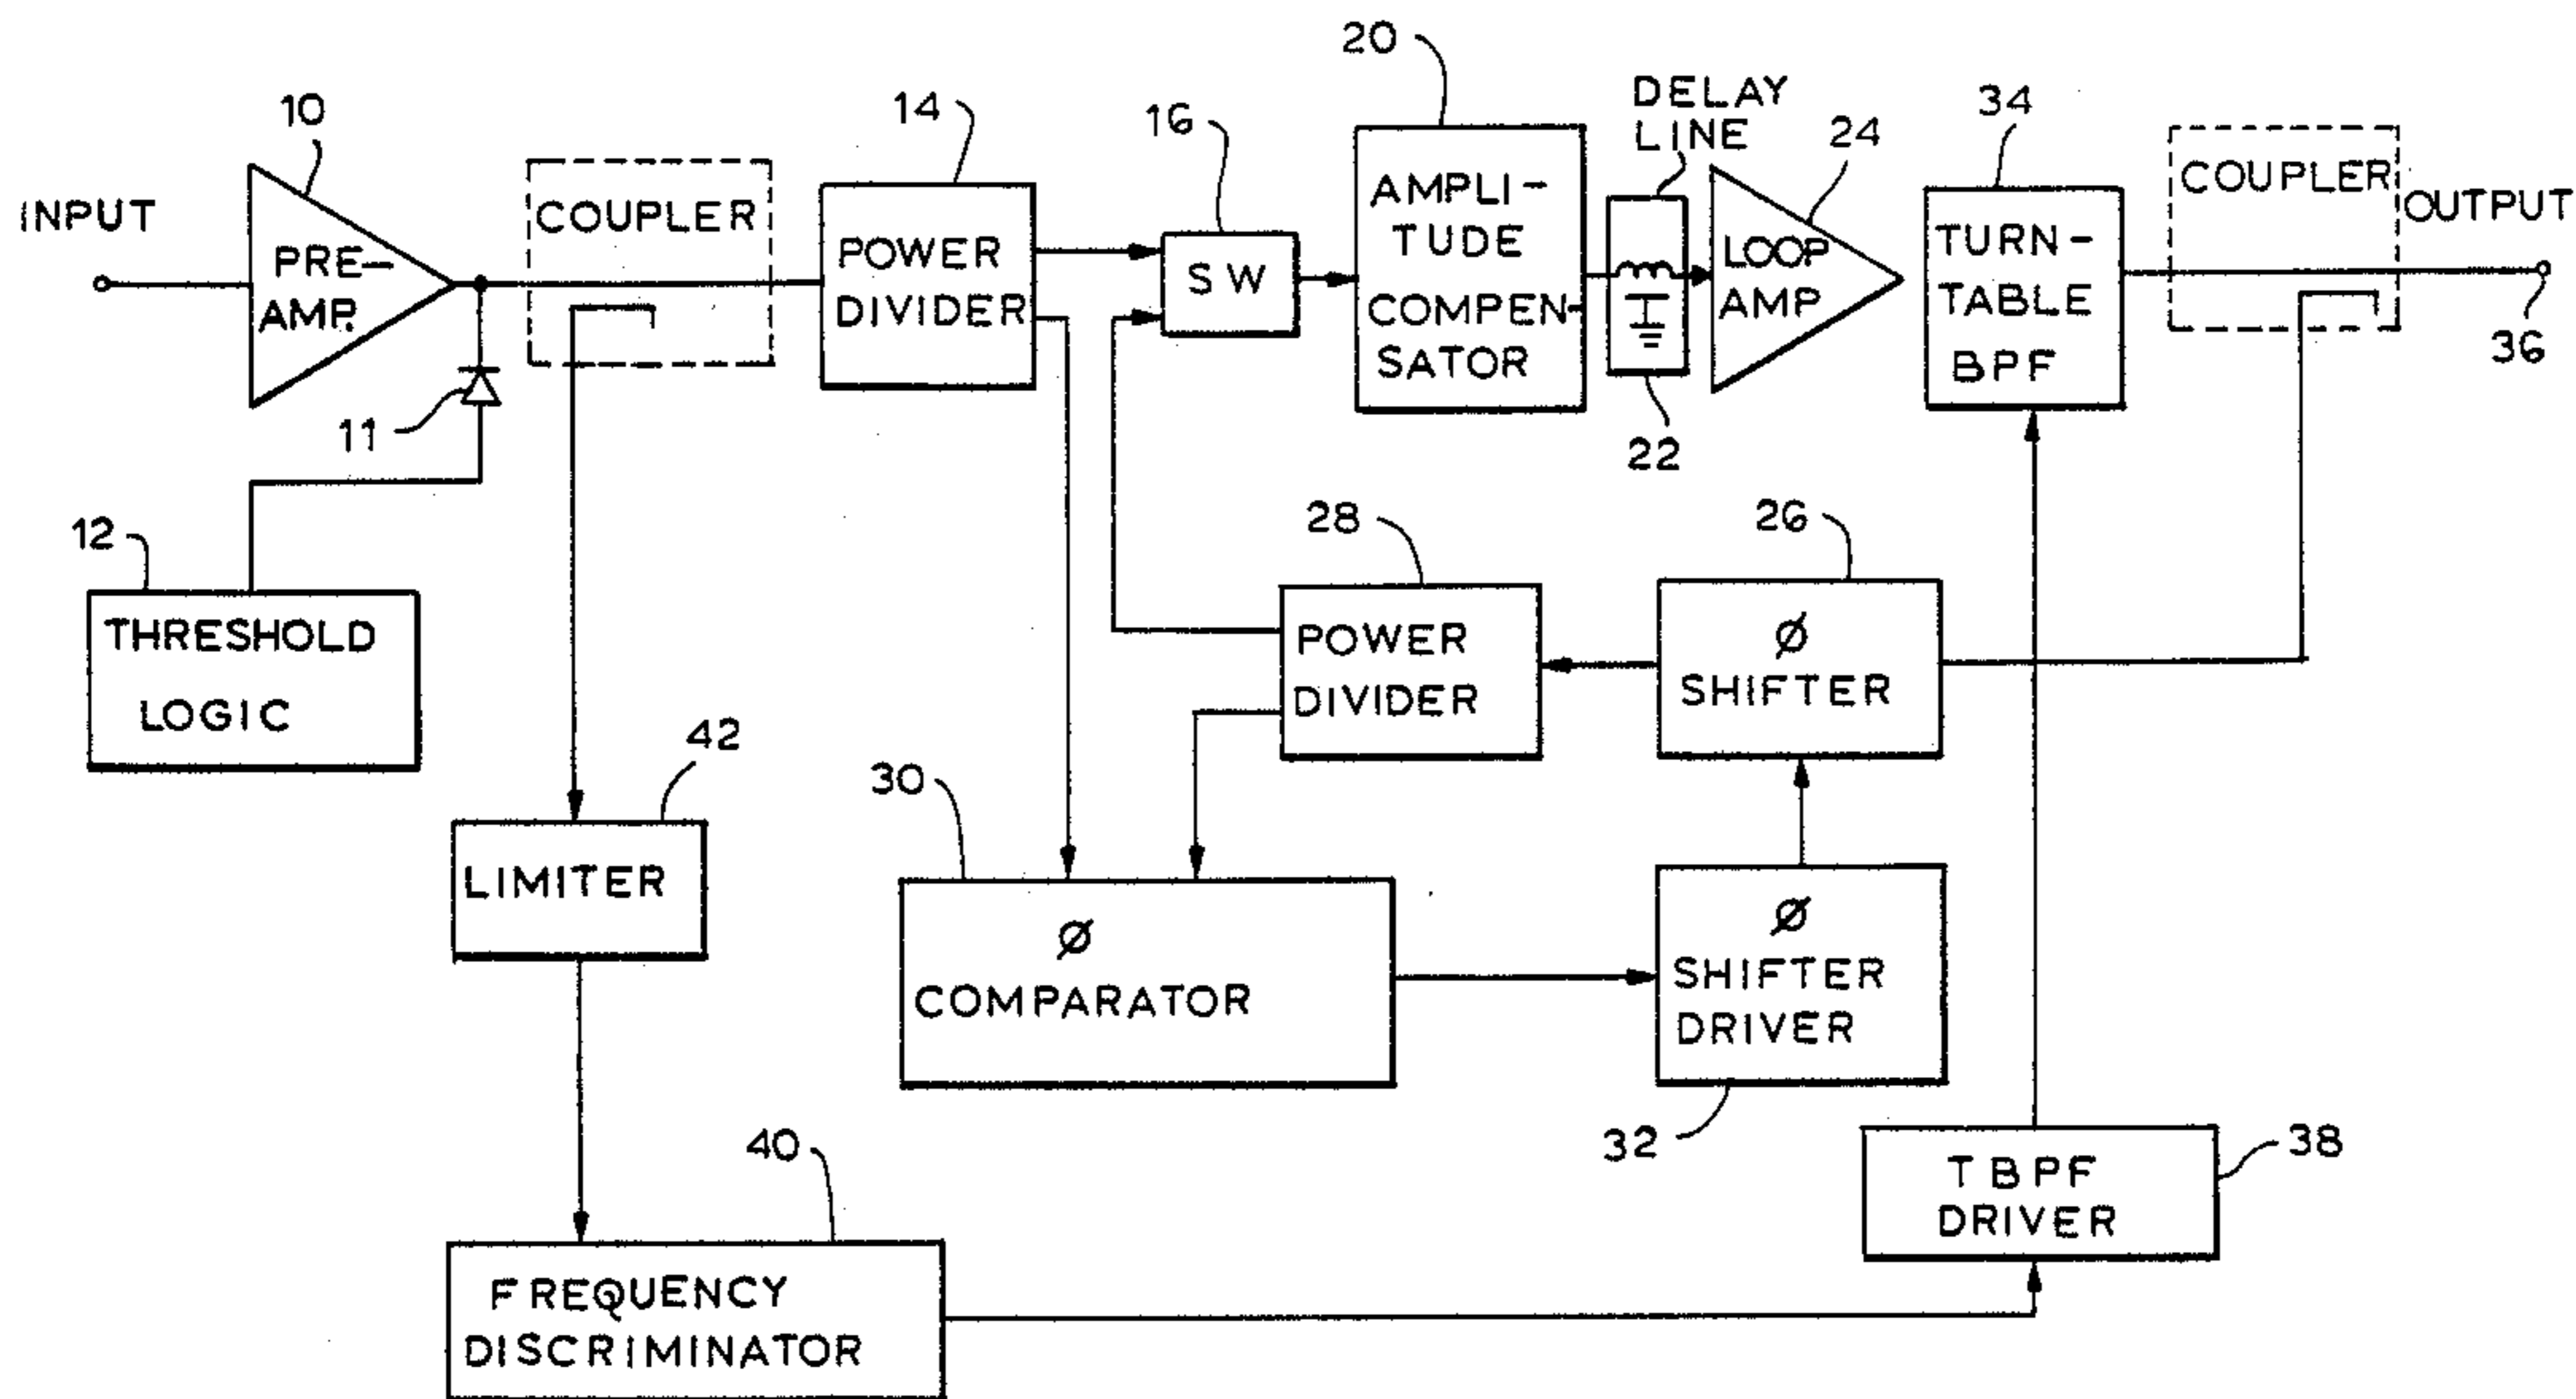 20
DELAY
LINE
10
14
16
34
24
COUPLER
COUPLER
INPUT
OUTPUT
PRE-
AMP.
POWER
DIVIDER
SW
AMPLI-
TUDE
COMPEN-
SATOR
LOOP
AMP
TURN-
TABLE
BPF
36
11
22
12
28
26
THRESHOLD
LOGIC
POWER
DIVIDER
Ø
SHIFTER
42
30
LIMITER
Ø
COMPARATOR
Ø
SHIFTER
DRIVER
40
32
38
TBPF
DRIVER
FREQUENCY
DISCRIMINATOR